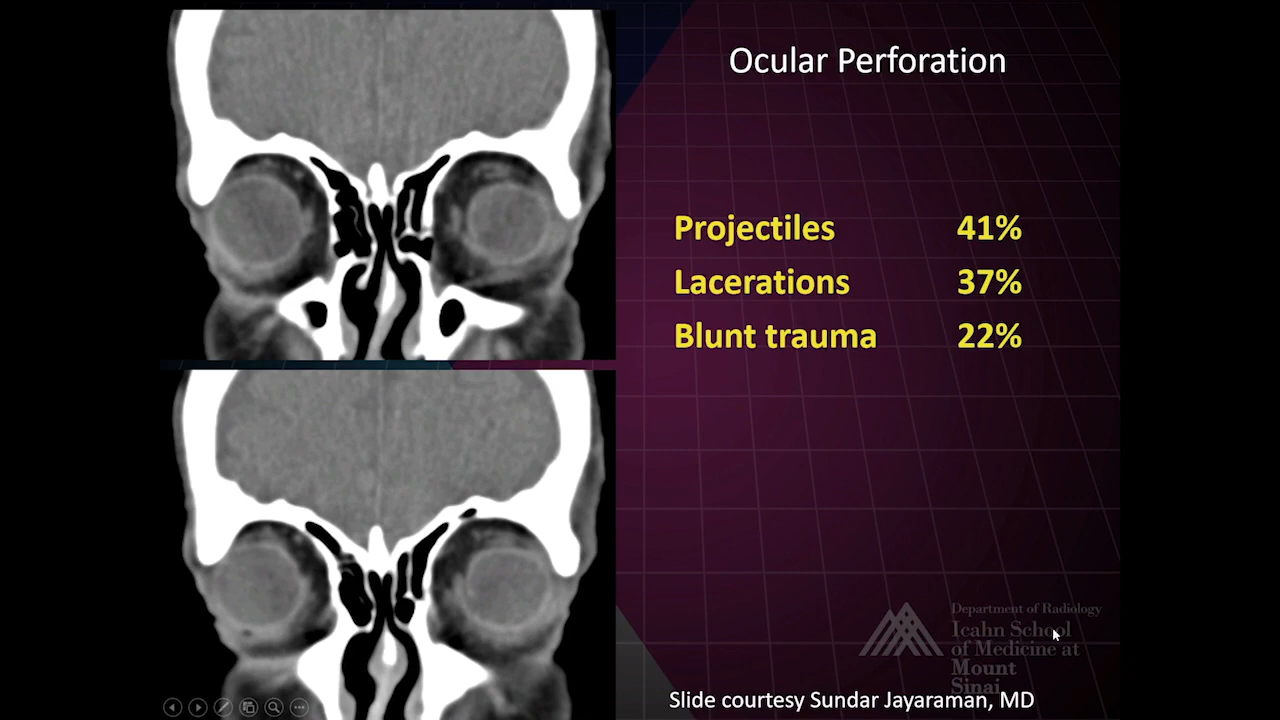 Ocular Perforation
Projectiles 41%
Lacerations 37%
Blunt trauma 22%
Department of Radiology
Icahn School
of Medicine at
Mount
Sinai
Slide courtesy Sundar Jayaraman, MD